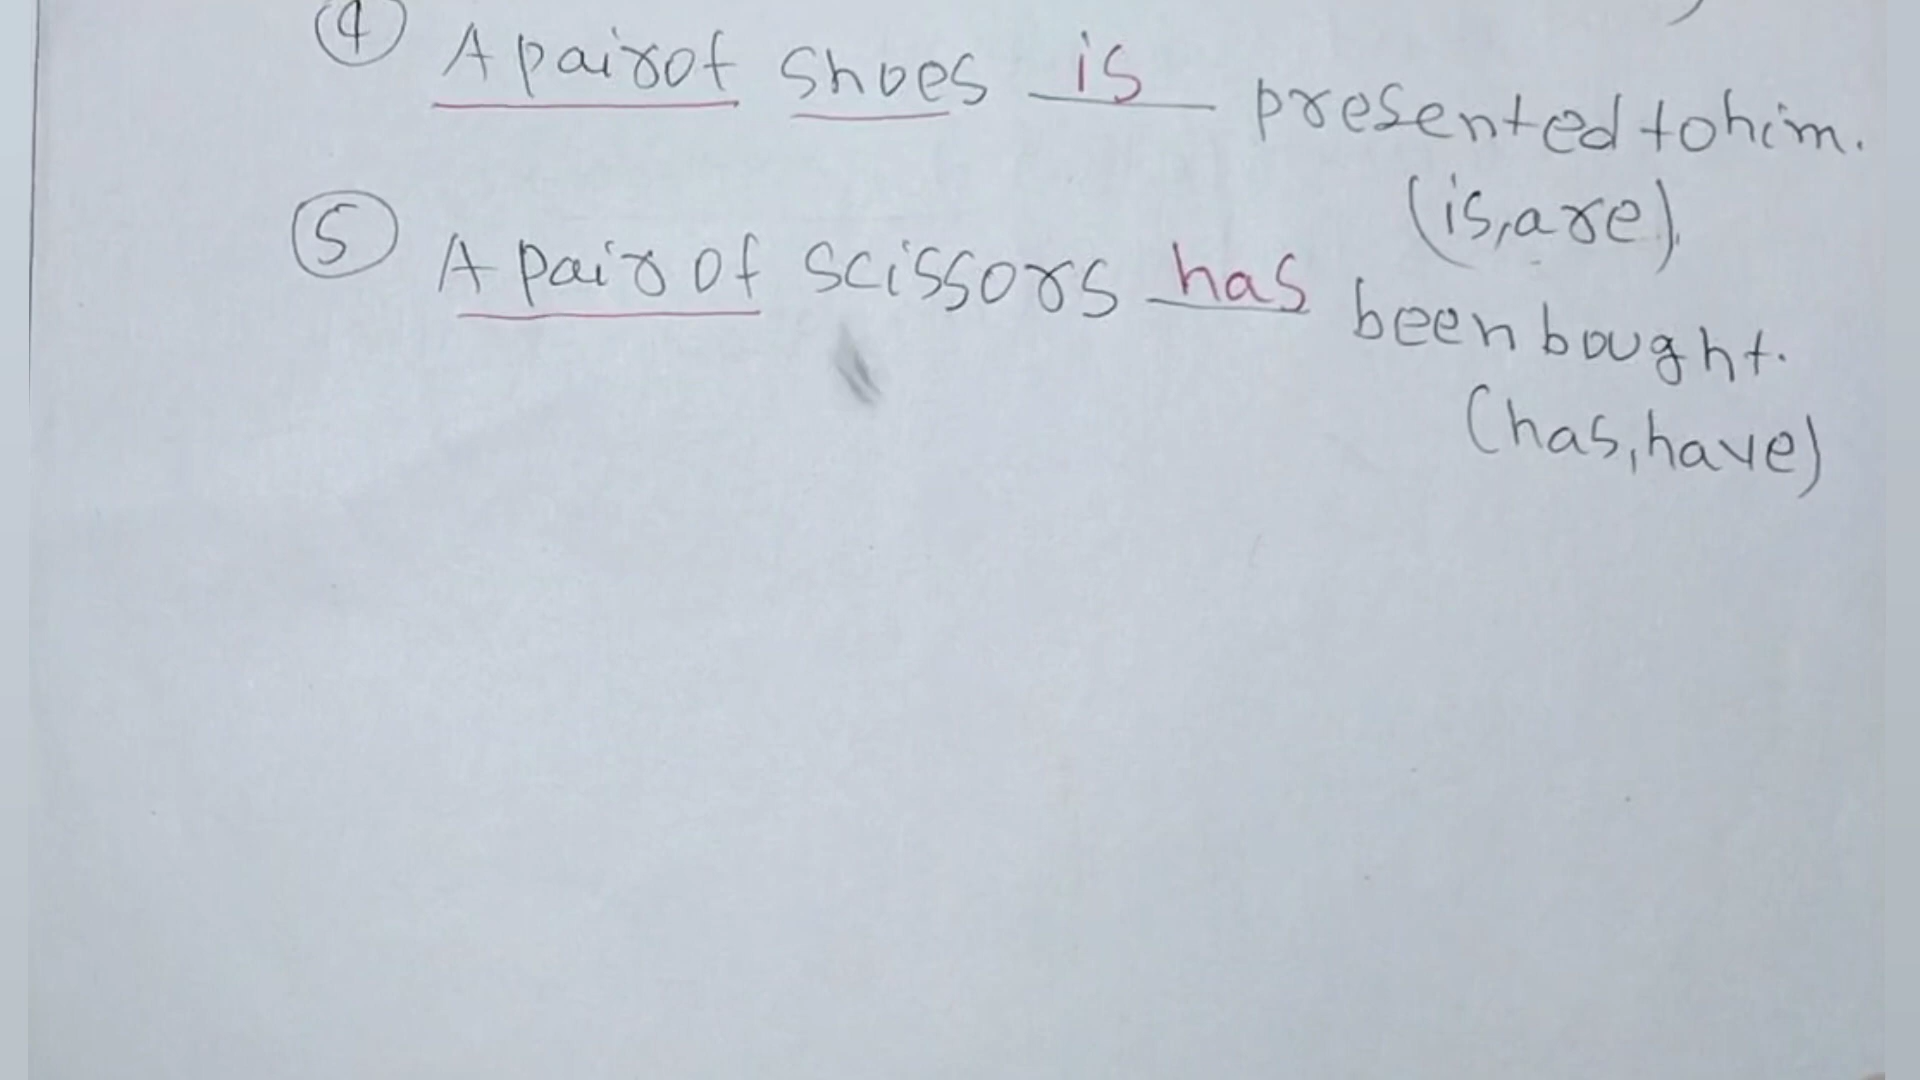 ④ A pair of shoes is presented to him.
(is, are).
⑤ A pair of scissors has been bought.
(has, have)